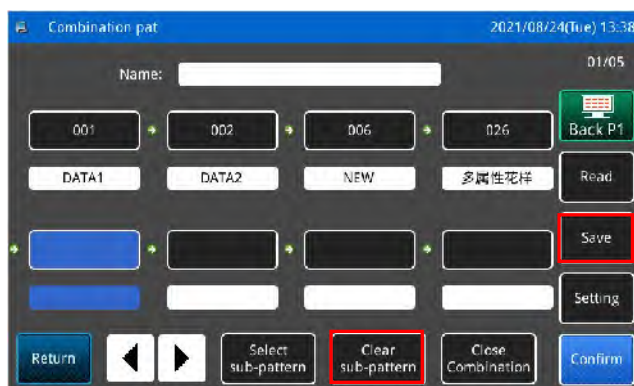 Combination pat 2021/08/24(Tue) 13:38
Name: 01/05
001 002 006 026 Back P1
DATA1 DATA2 NEW 多属性花样 Read
Save
Setting
Return Select sub-pattern Clear sub-pattern Close Combination Confirm